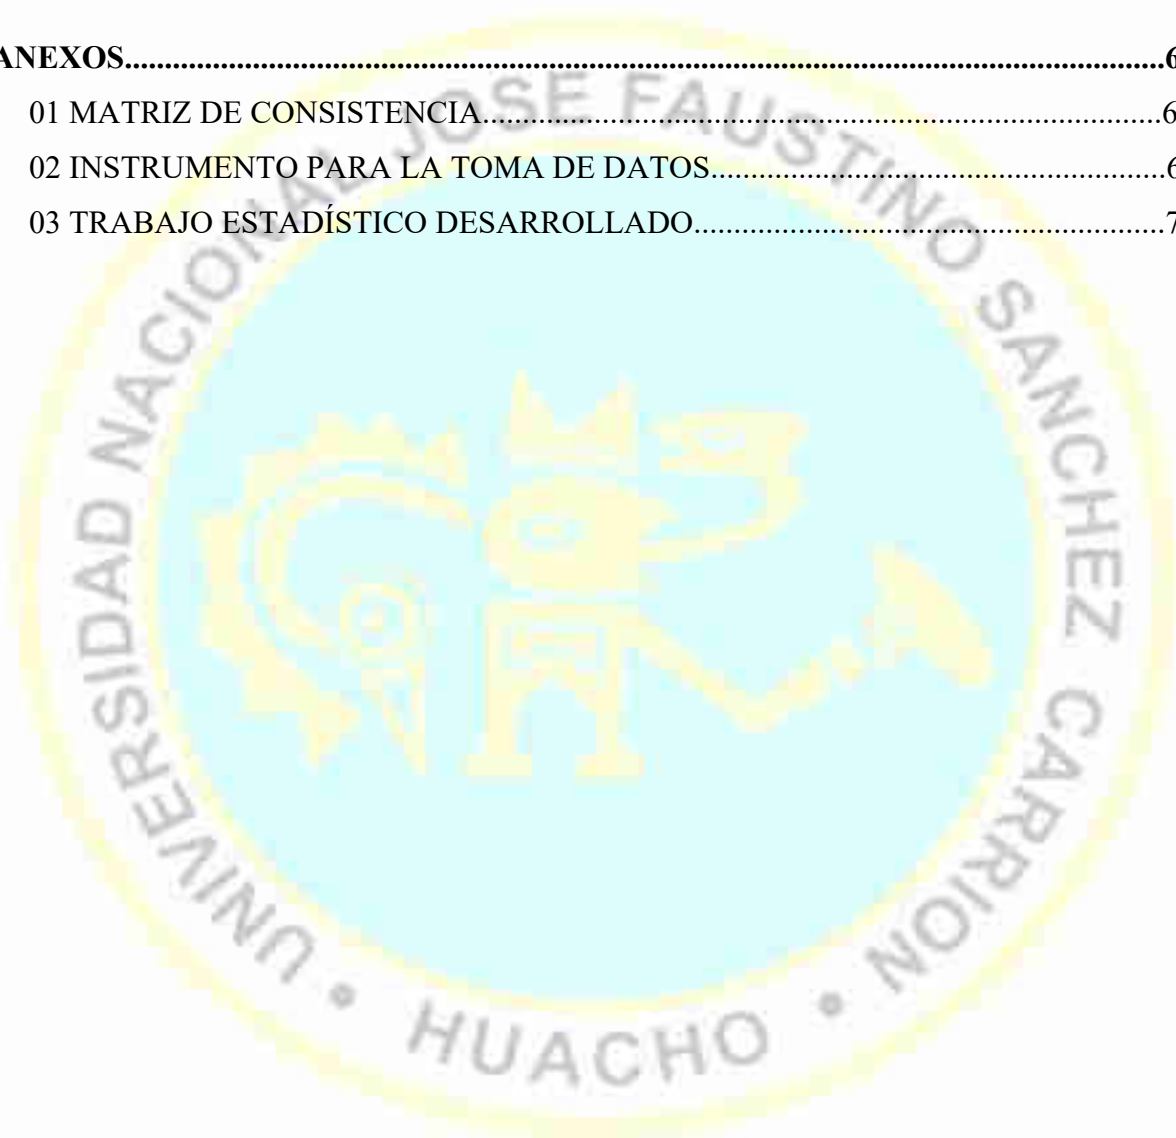 ANEXOS.......................................................................................................................................6
01 MATRIZ DE CONSISTENCIA.......................................................................................6
02 INSTRUMENTO PARA LA TOMA DE DATOS...........................................................6
03 TRABAJO ESTADÍSTICO DESARROLLADO.............................................................7
UNIVERSIDAD NACIONAL JOSE FAUSTINO SANCHEZ CARRION • HUACHO •